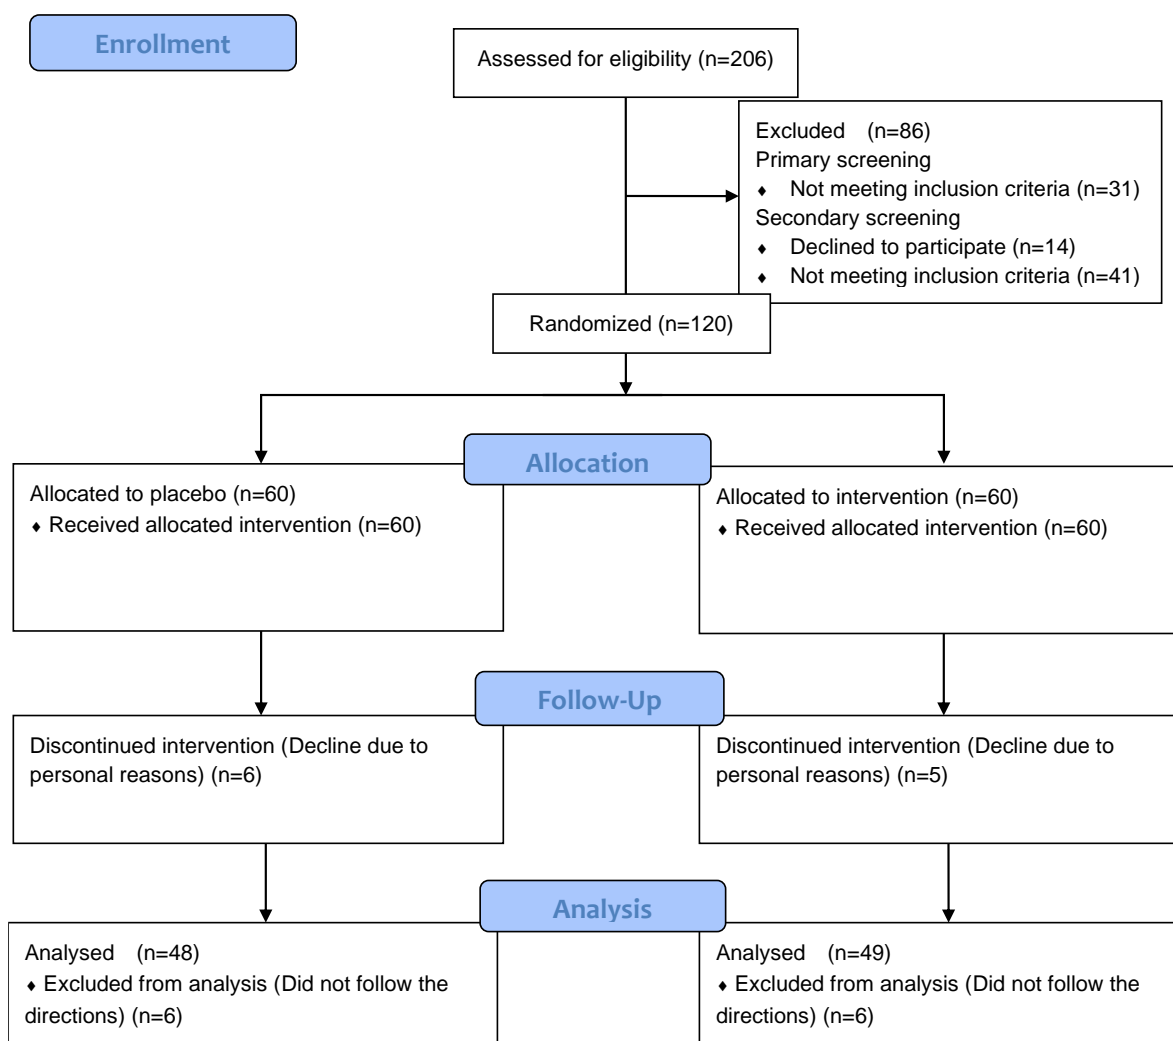 Enrollment
Assessed for eligibility (n=206)
Excluded (n=86)
Primary screening
♦ Not meeting inclusion criteria (n=31)
Secondary screening
♦ Declined to participate (n=14)
♦ Not meeting inclusion criteria (n=41)
Randomized (n=120)
Allocation
Allocated to placebo (n=60)
♦ Received allocated intervention (n=60)
Allocated to intervention (n=60)
♦ Received allocated intervention (n=60)
Follow-Up
Discontinued intervention (Decline due to
personal reasons) (n=6)
Discontinued intervention (Decline due to
personal reasons) (n=5)
Analysis
Analysed (n=48)
♦ Excluded from analysis (Did not follow the
directions) (n=6)
Analysed (n=49)
♦ Excluded from analysis (Did not follow the
directions) (n=6)